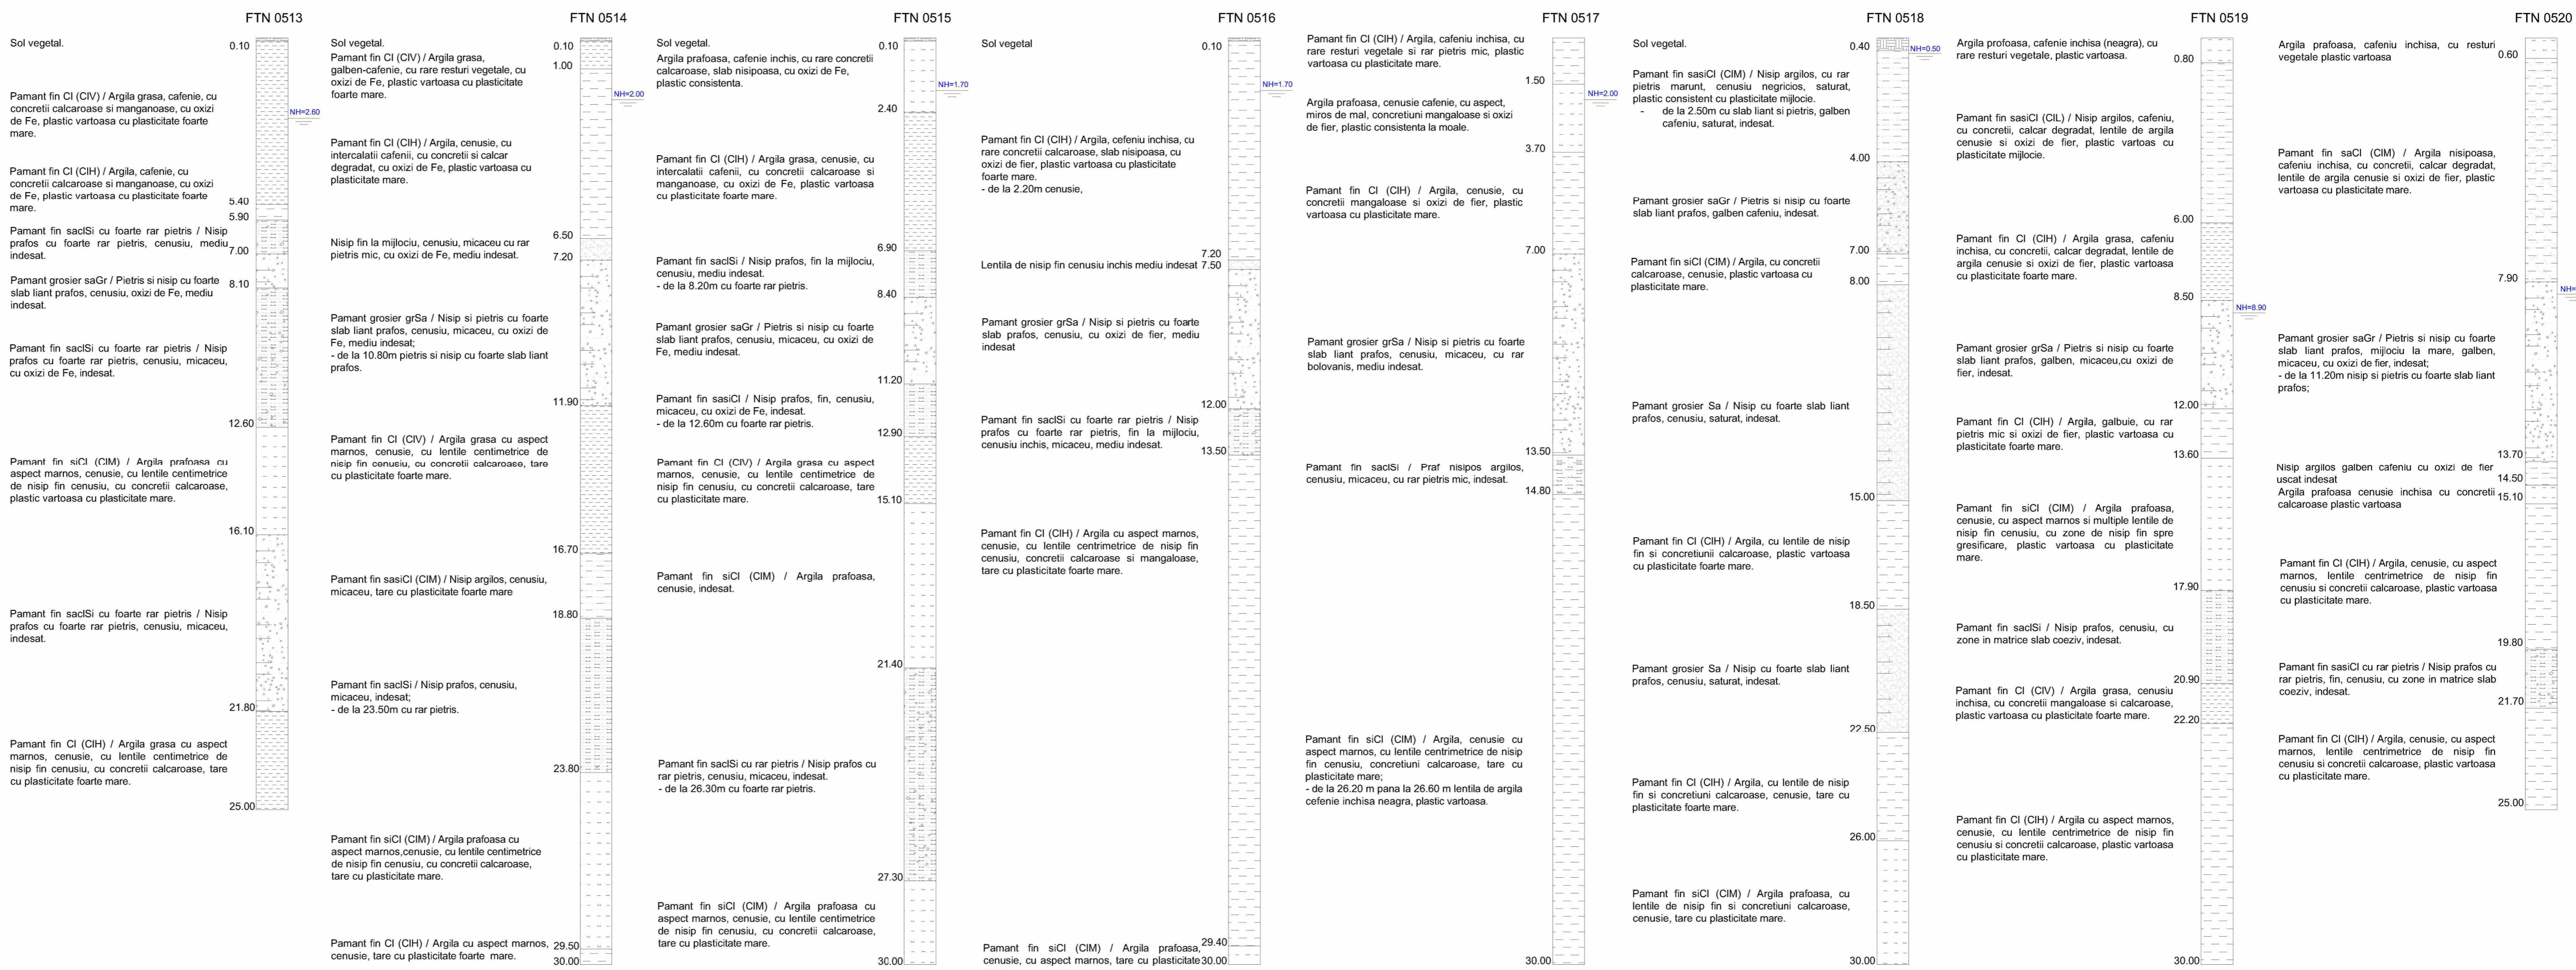 FTN 0513
Sol vegetal.
0.10
NH=2.60
Pamant fin Cl (CIV) / Argila grasa, cafenie, cu
concretii calcaroase si manganoase, cu oxizi
de Fe, plastic vartoasa cu plasticitate foarte
mare.
Pamant fin Cl (CIH) / Argila, cafenie, cu
concretii calcaroase si manganoase, cu oxizi
de Fe, plastic vartoasa cu plasticitate foarte
mare.
5.40
5.90
Pamant fin saclSi cu foarte rar pietris / Nisip
prafos cu foarte rar pietris, cenusiu, mediu
indesat.
7.00
Pamant grosier saGr / Pietris si nisip cu foarte
slab liant prafos, cenusiu, oxizi de Fe, mediu
indesat.
8.10
Pamant fin saclSi cu foarte rar pietris / Nisip
prafos cu foarte rar pietris, cenusiu, micaceu,
cu oxizi de Fe, indesat.
12.60
Pamant fin siCl (CIM) / Argila prafoasa cu
aspect marnos, cenusie, cu lentile centimetrice
de nisip fin cenusiu, cu concretii calcaroase,
plastic vartoasa cu plasticitate mare.
16.10
Pamant fin saclSi cu foarte rar pietris / Nisip
prafos cu foarte rar pietris, cenusiu, micaceu,
indesat.
21.80
Pamant fin Cl (CIH) / Argila grasa cu aspect
marnos, cenusie, cu lentile centimetrice de
nisip fin cenusiu, cu concretii calcaroase, tare
cu plasticitate foarte mare.
25.00
FTN 0514
Sol vegetal.
0.10
Pamant fin Cl (CIV) / Argila grasa,
galben-cafenie, cu rare resturi vegetale, cu
oxizi de Fe, plastic vartoasa cu plasticitate
foarte mare.
1.00
NH=2.00
Pamant fin Cl (CIH) / Argila, cenusie, cu
intercalatii cafenii, cu concretii si calcar
degradat, cu oxizi de Fe, plastic vartoasa cu
plasticitate mare.
6.50
Nisip fin la mijlociu, cenusiu, micaceu cu rar
pietris mic, cu oxizi de Fe, mediu indesat.
7.20
Pamant grosier grSa / Nisip si pietris cu foarte
slab liant prafos, cenusiu, micaceu, cu oxizi de
Fe, mediu indesat;
- de la 10.80m pietris si nisip cu foarte slab liant
prafos.
11.90
Pamant fin Cl (CIV) / Argila grasa cu aspect
marnos, cenusie, cu lentile centimetrice de
nisip fin cenusiu, cu concretii calcaroase, tare
cu plasticitate foarte mare.
16.70
Pamant fin sasiCl (CIM) / Nisip argilos, cenusiu,
micaceu, tare cu plasticitate foarte mare
18.80
Pamant fin saclSi / Nisip prafos, cenusiu,
micaceu, indesat;
- de la 23.50m cu rar pietris.
23.80
Pamant fin siCl (CIM) / Argila prafoasa cu
aspect marnos,cenusie, cu lentile centimetrice
de nisip fin cenusiu, cu concretii calcaroase,
tare cu plasticitate mare.
Pamant fin Cl (CIH) / Argila cu aspect marnos,
cenusie, tare cu plasticitate foarte mare.
29.50
30.00
FTN 0515
Sol vegetal.
0.10
Argila prafoasa, cafenie inchis, cu rare concretii
calcaroase, slab nisipoasa, cu oxizi de Fe,
plastic consistenta.
NH=1.70
2.40
Pamant fin Cl (CIH) / Argila grasa, cenusie, cu
intercalatii cafenii, cu concretii calcaroase si
manganoase, cu oxizi de Fe, plastic vartoasa
cu plasticitate foarte mare.
6.90
Pamant fin saclSi / Nisip prafos, fin la mijlociu,
cenusiu, mediu indesat.
- de la 8.20m cu foarte rar pietris.
8.40
Pamant grosier saGr / Pietris si nisip cu foarte
slab liant prafos, cenusiu, micaceu, cu oxizi de
Fe, mediu indesat.
11.20
Pamant fin sasiCl / Nisip prafos, fin, cenusiu,
micaceu, cu oxizi de Fe, indesat.
- de la 12.60m cu foarte rar pietris.
12.90
Pamant fin Cl (CIV) / Argila grasa cu aspect
marnos, cenusie, cu lentile centimetrice de
nisip fin cenusiu, cu concretii calcaroase, tare
cu plasticitate mare.
15.10
Pamant fin siCl (CIM) / Argila prafoasa,
cenusie, indesat.
21.40
Pamant fin saclSi cu rar pietris / Nisip prafos cu
rar pietris, cenusiu, micaceu, indesat.
- de la 26.30m cu foarte rar pietris.
27.30
Pamant fin siCl (CIM) / Argila prafoasa cu
aspect marnos, cenusie, cu lentile centimetrice
de nisip fin cenusiu, cu concretii calcaroase,
tare cu plasticitate mare.
30.00
FTN 0516
Sol vegetal
0.10
NH=1.70
Pamant fin Cl (CIH) / Argila, cefeniu inchisa, cu
rare concretii calcaroase, slab nisipoasa, cu
oxizi de fier, plastic vartoasa cu plasticitate
foarte mare.
- de la 2.20m cenusie,
7.20
Lentila de nisip fin cenusiu inchis mediu indesat
7.50
Pamant grosier grSa / Nisip si pietris cu foarte
slab prafos, cenusiu, cu oxizi de fier, mediu
indesat
12.00
Pamant fin saclSi cu foarte rar pietris / Nisip
prafos cu foarte rar pietris, fin la mijlociu,
cenusiu inchis, micaceu, mediu indesat.
13.50
Pamant fin Cl (CIH) / Argila cu aspect marnos,
cenusie, cu lentile centrimetrice de nisip fin
cenusiu, concretii calcaroase si mangaloase,
tare cu plasticitate foarte mare.
29.40
Pamant fin siCl (CIM) / Argila prafoasa,
cenusie, cu aspect marnos, tare cu plasticitate
30.00
FTN 0517
Pamant fin Cl (CIH) / Argila, cafeniu inchisa, cu
rare resturi vegetale si rar pietris mic, plastic
vartoasa cu plasticitate mare.
1.50
NH=2.00
Argila prafoasa, cenusie cafenie, cu aspect,
miros de mal, concretiuni mangaloase si oxizi
de fier, plastic consistenta la moale.
3.70
Pamant fin Cl (CIH) / Argila, cenusie, cu
concretii mangaloase si oxizi de fier, plastic
vartoasa cu plasticitate mare.
7.00
Pamant grosier grSa / Nisip si pietris cu foarte
slab liant prafos, cenusiu, micaceu, cu rar
bolovanis, mediu indesat.
13.50
Pamant fin saclSi / Praf nisipos argilos,
cenusiu, micaceu, cu rar pietris mic, indesat.
14.80
Pamant fin siCl (CIM) / Argila, cenusie cu
aspect marnos, cu lentile centrimetrice de nisip
fin cenusiu, concretiuni calcaroase, tare cu
plasticitate mare;
- de la 26.20 m pana la 26.60 m lentila de argila
cefenie inchisa neagra, plastic vartoasa.
30.00
FTN 0518
Sol vegetal.
0.40
NH=0.50
Pamant fin sasiCl (CIM) / Nisip argilos, cu rar
pietris marunt, cenusiu negricios, saturat,
plastic consistent cu plasticitate mijlocie.
- de la 2.50m cu slab liant si pietris, galben
cafeniu, saturat, indesat.
4.00
Pamant grosier saGr / Pietris si nisip cu foarte
slab liant prafos, galben cafeniu, indesat.
7.00
Pamant fin siCl (CIM) / Argila, cu concretii
calcaroase, cenusie, plastic vartoasa cu
plasticitate mare.
8.00
Pamant grosier Sa / Nisip cu foarte slab liant
prafos, cenusiu, saturat, indesat.
15.00
Pamant fin Cl (CIH) / Argila, cu lentile de nisip
fin si concretiunii calcaroase, plastic vartoasa
cu plasticitate foarte mare.
18.50
Pamant grosier Sa / Nisip cu foarte slab liant
prafos, cenusiu, saturat, indesat.
22.50
Pamant fin Cl (CIH) / Argila, cu lentile de nisip
fin si concretiuni calcaroase, cenusie, tare cu
plasticitate foarte mare.
26.00
Pamant fin siCl (CIM) / Argila prafoasa, cu
lentile de nisip fin si concretiuni calcaroase,
cenusie, tare cu plasticitate mare.
30.00
FTN 0519
Argila profoasa, cafenie inchisa (neagra), cu
rare resturi vegetale, plastic vartoasa.
0.80
Pamant fin sasiCl (CIL) / Nisip argilos, cafeniu,
cu concretii, calcar degradat, lentile de argila
cenusie si oxizi de fier, plastic vartoas cu
plasticitate mijlocie.
6.00
Pamant fin Cl (CIH) / Argila grasa, cafeniu
inchisa, cu concretii, calcar degradat, lentile de
argila cenusie si oxizi de fier, plastic vartoasa
cu plasticitate foarte mare.
8.50
NH=8.90
Pamant grosier grSa / Pietris si nisip cu foarte
slab liant prafos, galben, micaceu,cu oxizi de
fier, indesat.
12.00
Pamant fin Cl (CIH) / Argila, galbuie, cu rar
pietris mic si oxizi de fier, plastic vartoasa cu
plasticitate foarte mare.
13.60
Pamant fin siCl (CIM) / Argila prafoasa,
cenusie, cu aspect marnos si multiple lentile de
nisip fin cenusiu, cu zone de nisip fin spre
gresificare, plastic vartoasa cu plasticitate
mare.
17.90
Pamant fin saclSi / Nisip prafos, cenusiu, cu
zone in matrice slab coeziv, indesat.
20.90
Pamant fin Cl (CIV) / Argila grasa, cenusiu
inchisa, cu concretii mangaloase si calcaroase,
plastic vartoasa cu plasticitate foarte mare.
22.20
Pamant fin Cl (CIH) / Argila cu aspect marnos,
cenusie, cu lentile centimetrice de nisip fin
cenusiu si concretii calcaroase, plastic vartoasa
cu plasticitate mare.
30.00
FTN 0520
Argila prafoasa, cafeniu inchisa, cu resturi
vegetale plastic vartoasa
0.60
Pamant fin saCl (CIM) / Argila nisipoasa,
cafeniu inchisa, cu concretii, calcar degradat,
lentile de argila cenusie si oxizi de fier, plastic
vartoasa cu plasticitate mare.
7.90
NH=
Pamant grosier saGr / Pietris si nisip cu foarte
slab liant prafos, mijlociu la mare, galben,
micaceu, cu oxizi de fier, indesat;
- de la 11.20m nisip si pietris cu foarte slab liant
prafos;
13.70
Nisip argilos galben cafeniu cu oxizi de fier
uscat indesat
14.50
Argila prafoasa cenusie inchisa cu concretii
calcaroase plastic vartoasa
15.10
Pamant fin Cl (CIH) / Argila, cenusie, cu aspect
marnos, lentile centimetrice de nisip fin
cenusiu si concretii calcaroase, plastic vartoasa
cu plasticitate mare.
19.80
Pamant fin sasiCl cu rar pietris / Nisip prafos cu
rar pietris, fin, cenusiu, cu zone in matrice slab
coeziv, indesat.
21.70
Pamant fin Cl (CIH) / Argila, cenusie, cu aspect
marnos, lentile centimetrice de nisip fin
cenusiu si concretii calcaroase, plastic vartoasa
cu plasticitate mare.
25.00